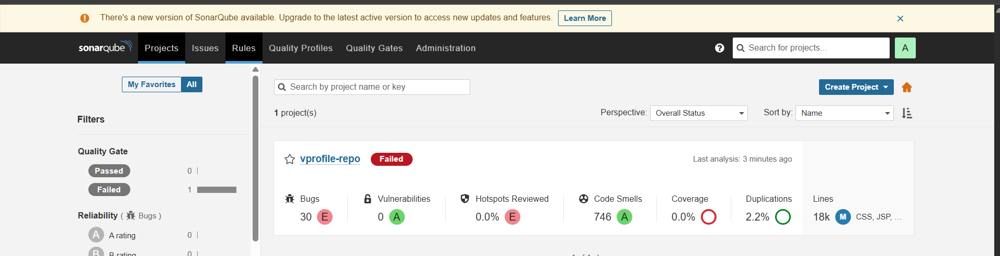 There's a new version of SonarQube available. Upgrade to the latest active version to access new updates and features. Learn More
sonarqube Projects Issues Rules Quality Profiles Quality Gates Administration Search for projects... A
My Favorites All
Search by project name or key
Create Project
1 project(s)
Perspective: Overall Status
Sort by: Name
Filters
Quality Gate
Passed 0
Failed 1
Reliability ( Bugs )
A A rating 0
B B rating 0
vprofile-repo Failed
Last analysis: 3 minutes ago
Bugs Vulnerabilities Hotspots Reviewed Code Smells Coverage Duplications Lines
30 E 0 A 0.0% E 746 A 0.0% 2.2% 18k M CSS, JSP, ...